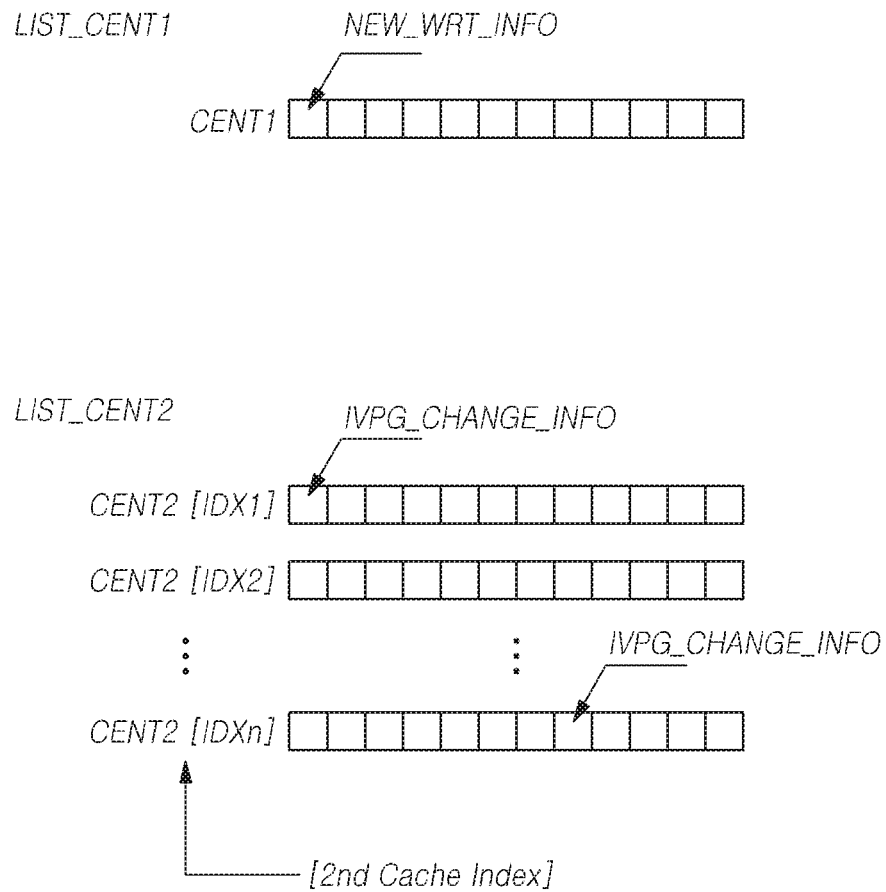 LIST_CENT1 NEW_WRT_INFO
CENT1
LIST_CENT2 IVPG_CHANGE_INFO
CENT2 [IDX1]
CENT2 [IDX2]
IVPG_CHANGE_INFO
CENT2 [IDXn]
[2nd Cache Index]